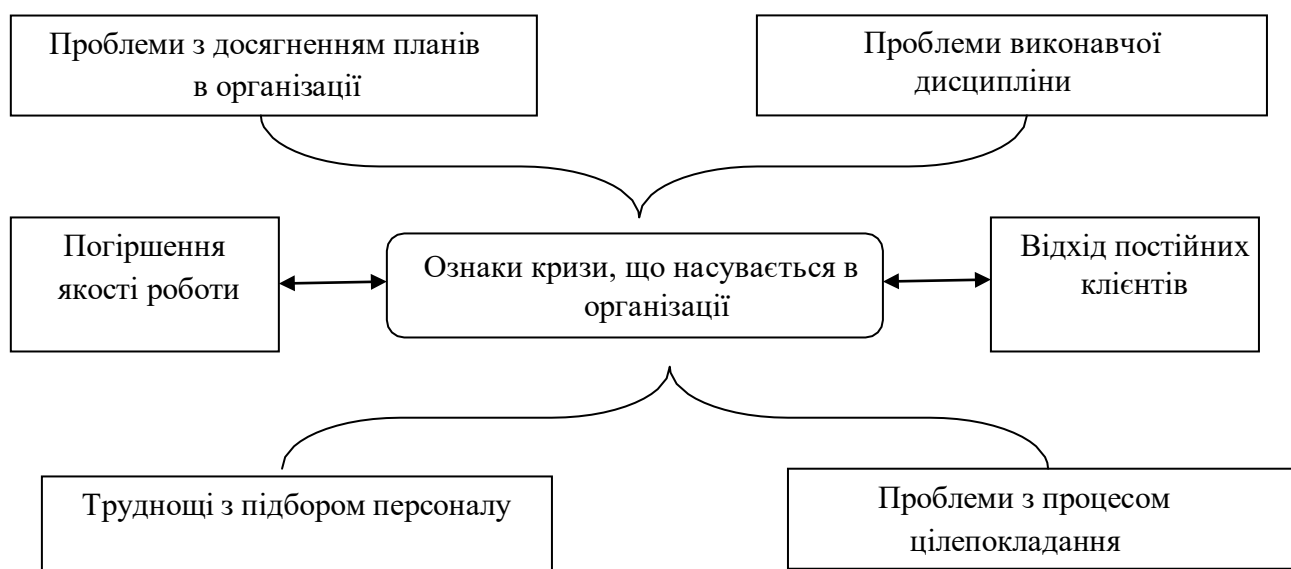 Проблеми з досягненням планів
в організації
Проблеми виконавчої
дисципліни
Погіршення
якості роботи
Ознаки кризи, що насувається в
організації
Відхід постійних
клієнтів
Труднощі з підбором персоналу
Проблеми з процесом
цілепокладання